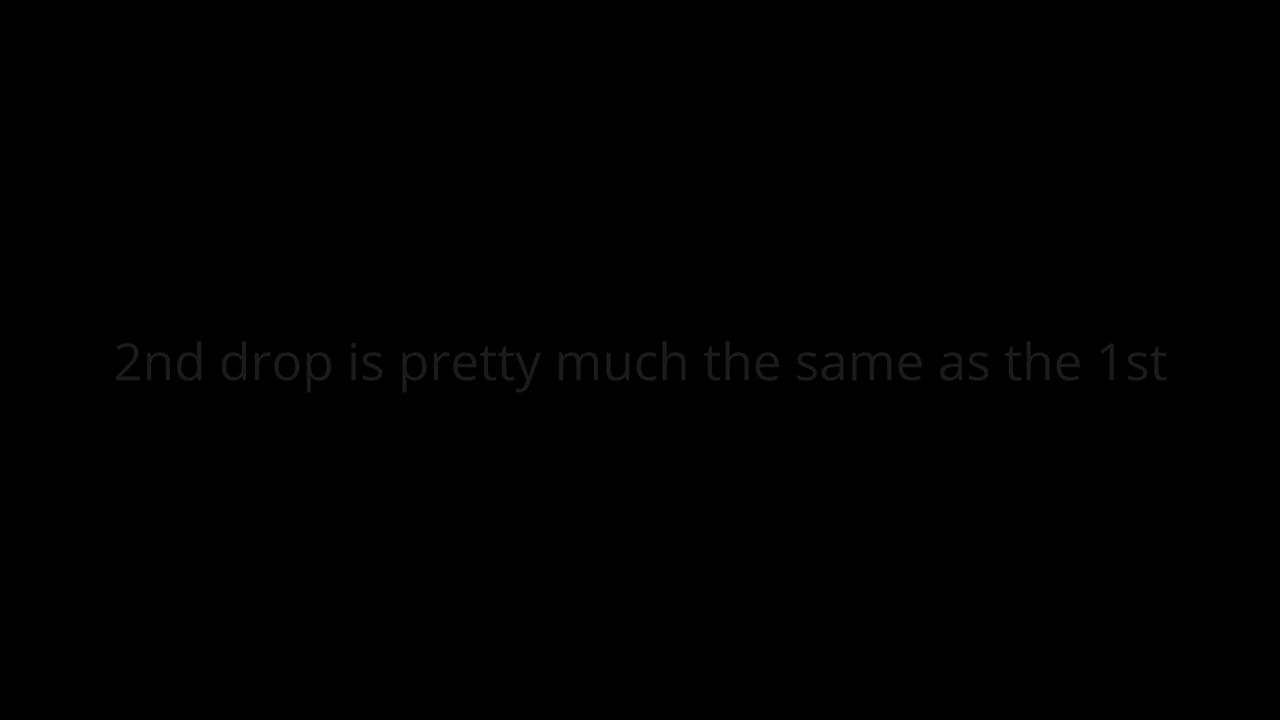 2nd drop is pretty much the same as the 1st